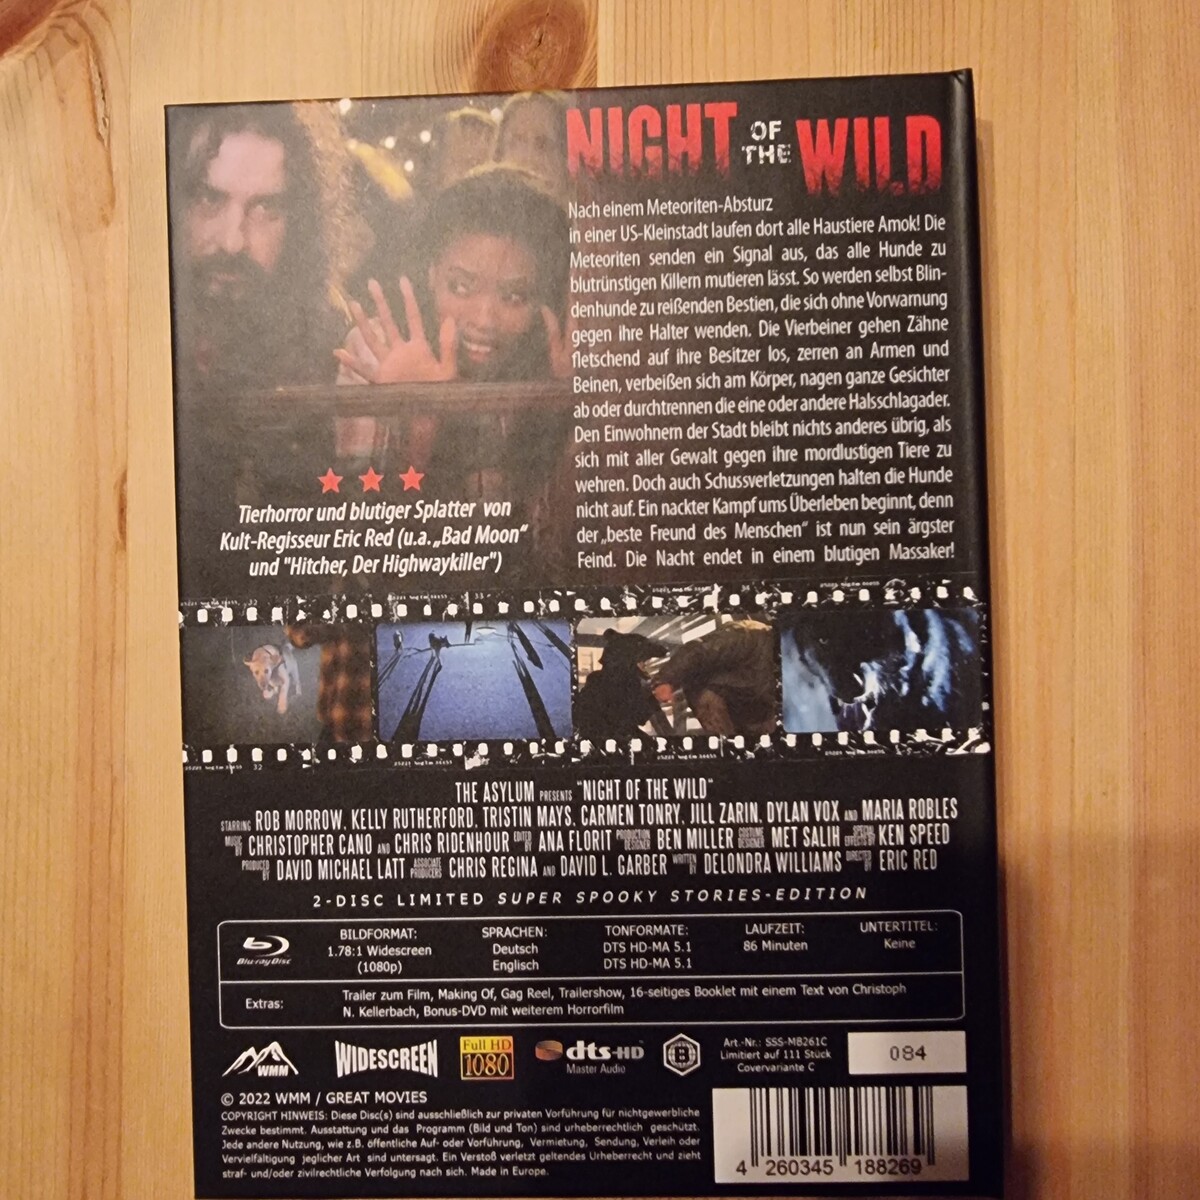 NIGHT OF THE WILD
Nach einem Meteoriten-Absturz
in einer US-Kleinstadt laufen dort alle Haustiere Amok! Die
Meteoriten senden ein Signal aus, das alle Hunde zu
blutrünstigen Killern mutieren lässt. So werden selbst Blin-
denhunde zu reißenden Bestien, die sich ohne Vorwarnung
gegen ihre Halter wenden. Die Vierbeiner gehen Zähne
fletschend auf ihre Besitzer los, zerren an Armen und
Beinen, verbeißen sich am Körper, nagen ganze Gesichter
ab oder durchtrennen die eine oder andere Halsschlagader.
Den Einwohnern der Stadt bleibt nichts anderes übrig, als
sich mit aller Gewalt gegen ihre mordlustigen Tiere zu
wehren. Doch auch Schussverletzungen halten die Hunde
nicht auf. Ein nackter Kampf ums Überleben beginnt, denn
der „beste Freund des Menschen“ ist nun sein ärgster
Feind. Die Nacht endet in einem blutigen Massaker!
Tierhorror und blutiger Splatter von
Kult-Regisseur Eric Red (u.a. „Bad Moon“
und "Hitcher, Der Highwaykiller")
THE ASYLUM PRESENTS "NIGHT OF THE WILD"
STARRING ROB MORROW, KELLY RUTHERFORD, TRISTIN MAYS, CARMEN TONRY, JILL ZARIN, DYLAN VOX AND MARIA ROBLES
MUSIC BY CHRISTOPHER CANO AND CHRIS RIDENHOUR EDITED BY ANA FLORIT PRODUCTION DESIGNER BEN MILLER COSTUME DESIGNER MET SALIH SPECIAL EFFECTS BY KEN SPEED
PRODUCED BY DAVID MICHAEL LATT ASSOCIATE PRODUCERS CHRIS REGINA AND DAVID L. GARBER WRITTEN BY DELONDRA WILLIAMS DIRECTED BY ERIC RED
2-DISC LIMITED SUPER SPOOKY STORIES-EDITION
Blu-ray Disc
BILDFORMAT:
1.78:1 Widescreen
(1080p)
SPRACHEN:
Deutsch
Englisch
TONFORMATE:
DTS HD-MA 5.1
DTS HD-MA 5.1
LAUFZEIT:
86 Minuten
UNTERTITEL:
Keine
Extras:
Trailer zum Film, Making Of, Gag Reel, Trailershow, 16-seitiges Booklet mit einem Text von Christoph
N. Kellerbach, Bonus-DVD mit weiterem Horrorfilm
WMM
WIDESCREEN
Full HD
1080
dts-HD
Master Audio
B
Art.-Nr.: SSS-MB261C
Limitiert auf 111 Stück
Covervariante C
084
© 2022 WMM / GREAT MOVIES
COPYRIGHT HINWEIS: Diese Disc(s) sind ausschließlich zur privaten Vorführung für nichtgewerbliche
Zwecke bestimmt. Ausstattung und das Programm (Bild und Ton) sind urheberrechtlich geschützt.
Jede andere Nutzung, wie z.B. öffentliche Auf- oder Vorführung, Vermietung, Sendung, Verleih oder
Vervielfältigung jeglicher Art sind untersagt. Ein Verstoß verletzt geltendes Urheberrecht und zieht
straf- und/oder zivilrechtliche Verfolgung nach sich. Made in Europe.
4 260345 188269